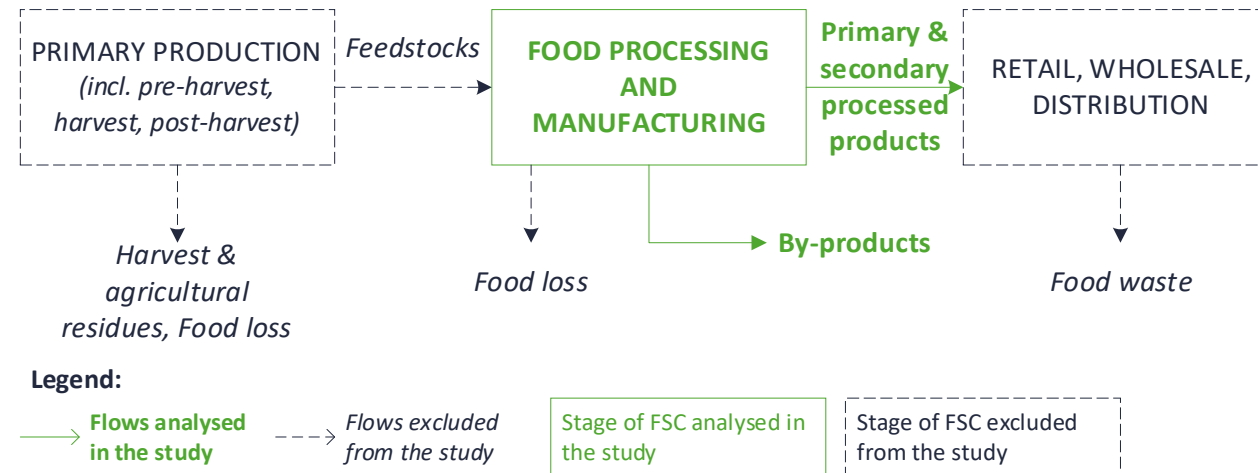 PRIMARY PRODUCTION
(incl. pre-harvest,
harvest, post-harvest)
Feedstocks
FOOD PROCESSING
AND
MANUFACTURING
Primary &
secondary
processed
products
RETAIL, WHOLESALE,
DISTRIBUTION
Harvest &
agricultural
residues, Food loss
Food loss
By-products
Food waste
Legend:
Flows analysed
in the study
Flows excluded
from the study
Stage of FSC analysed in
the study
Stage of FSC excluded
from the study